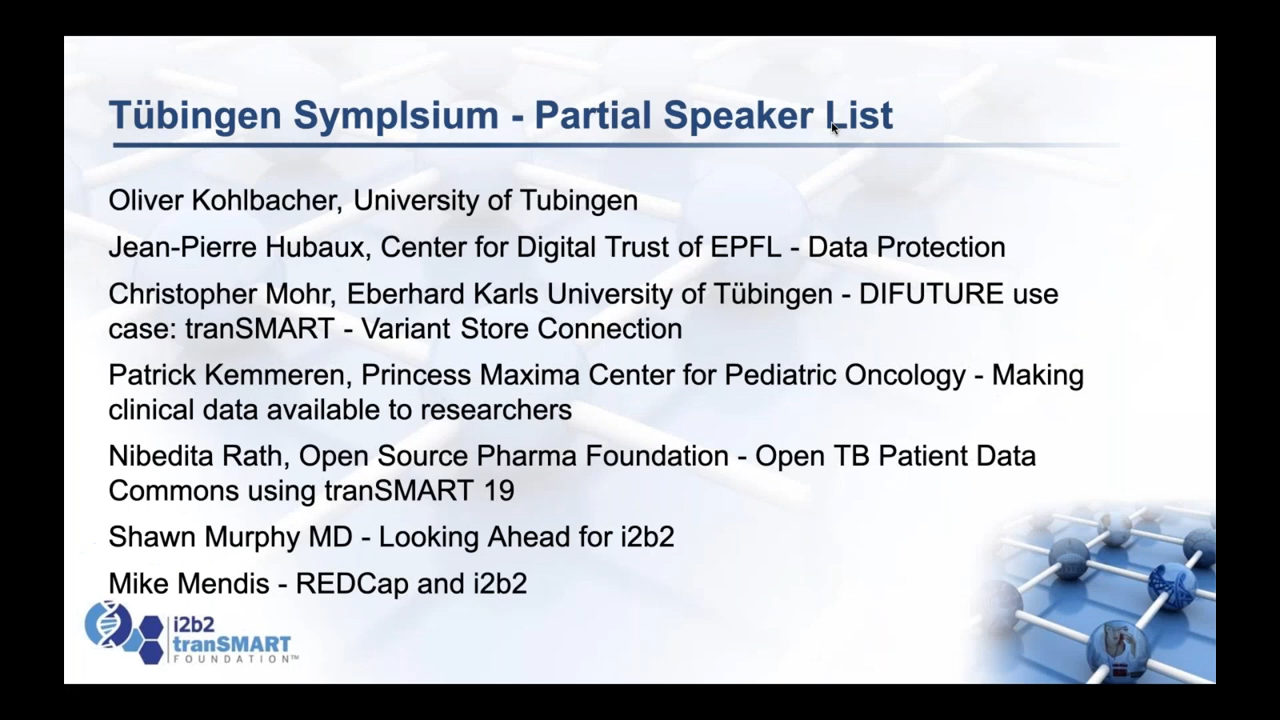 Tübingen Symplsium - Partial Speaker List
Oliver Kohlbacher, University of Tubingen
Jean-Pierre Hubaux, Center for Digital Trust of EPFL - Data Protection
Christopher Mohr, Eberhard Karls University of Tübingen - DIFUTURE use
case: tranSMART - Variant Store Connection
Patrick Kemmeren, Princess Maxima Center for Pediatric Oncology - Making
clinical data available to researchers
Nibedita Rath, Open Source Pharma Foundation - Open TB Patient Data
Commons using tranSMART 19
Shawn Murphy MD - Looking Ahead for i2b2
Mike Mendis - REDCap and i2b2
i2b2
tranSMART
FOUNDATION™